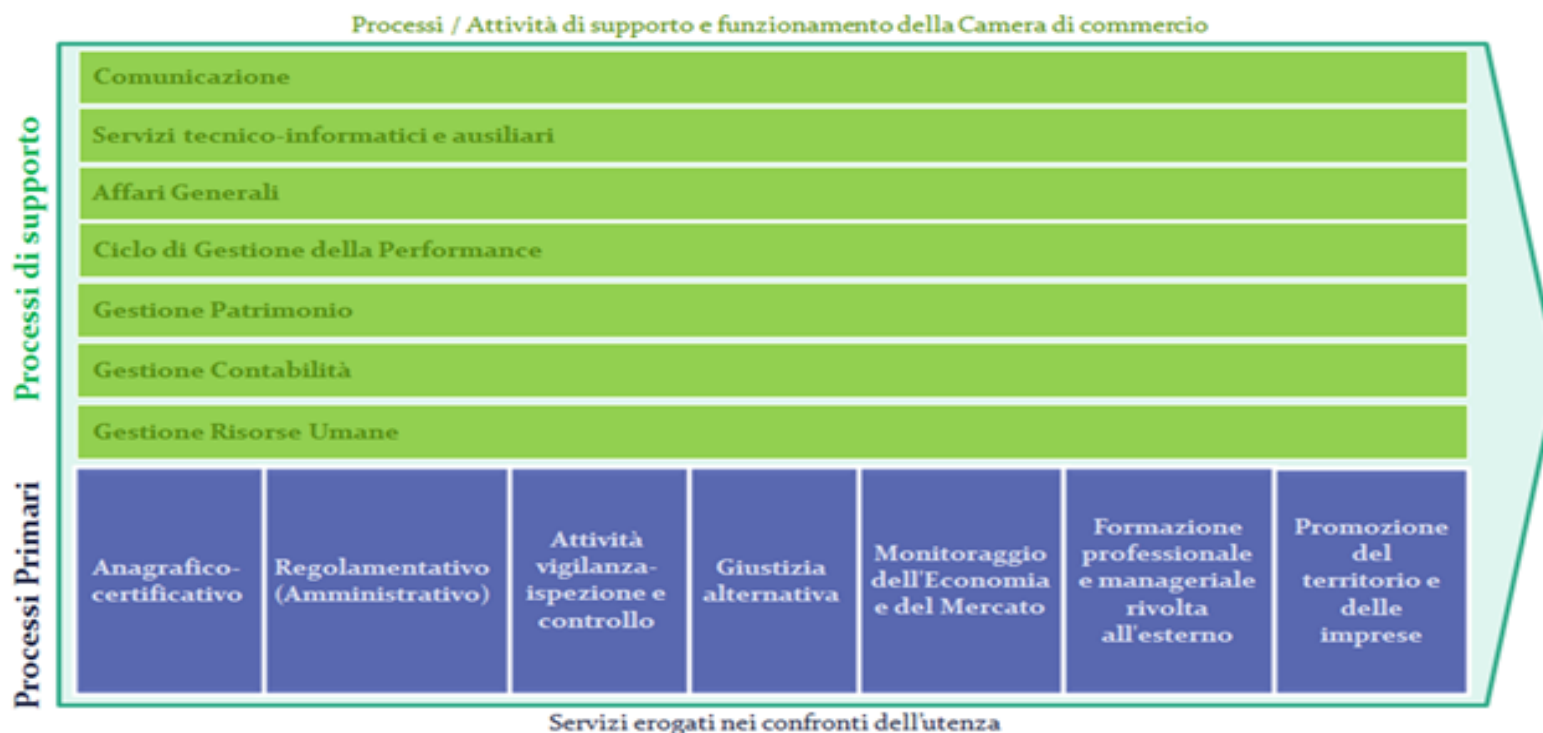 Processi / Attività di supporto e funzionamento della Camera di commercio
Processi di supporto
Comunicazione
Servizi tecnico-informatici e ausiliari
Affari Generali
Ciclo di Gestione della Performance
Gestione Patrimonio
Gestione Contabilità
Gestione Risorse Umane
Processi Primari
Anagrafico-
certificativo
Regolamentativo
(Amministrativo)
Attività
vigilanza-
ispezione e
controllo
Giustizia
alternativa
Monitoraggio
dell'Economia
e del Mercato
Formazione
professionale
e manageriale
rivolta
all'esterno
Promozione
del
territorio e
delle
imprese
Servizi erogati nei confronti dell'utenza